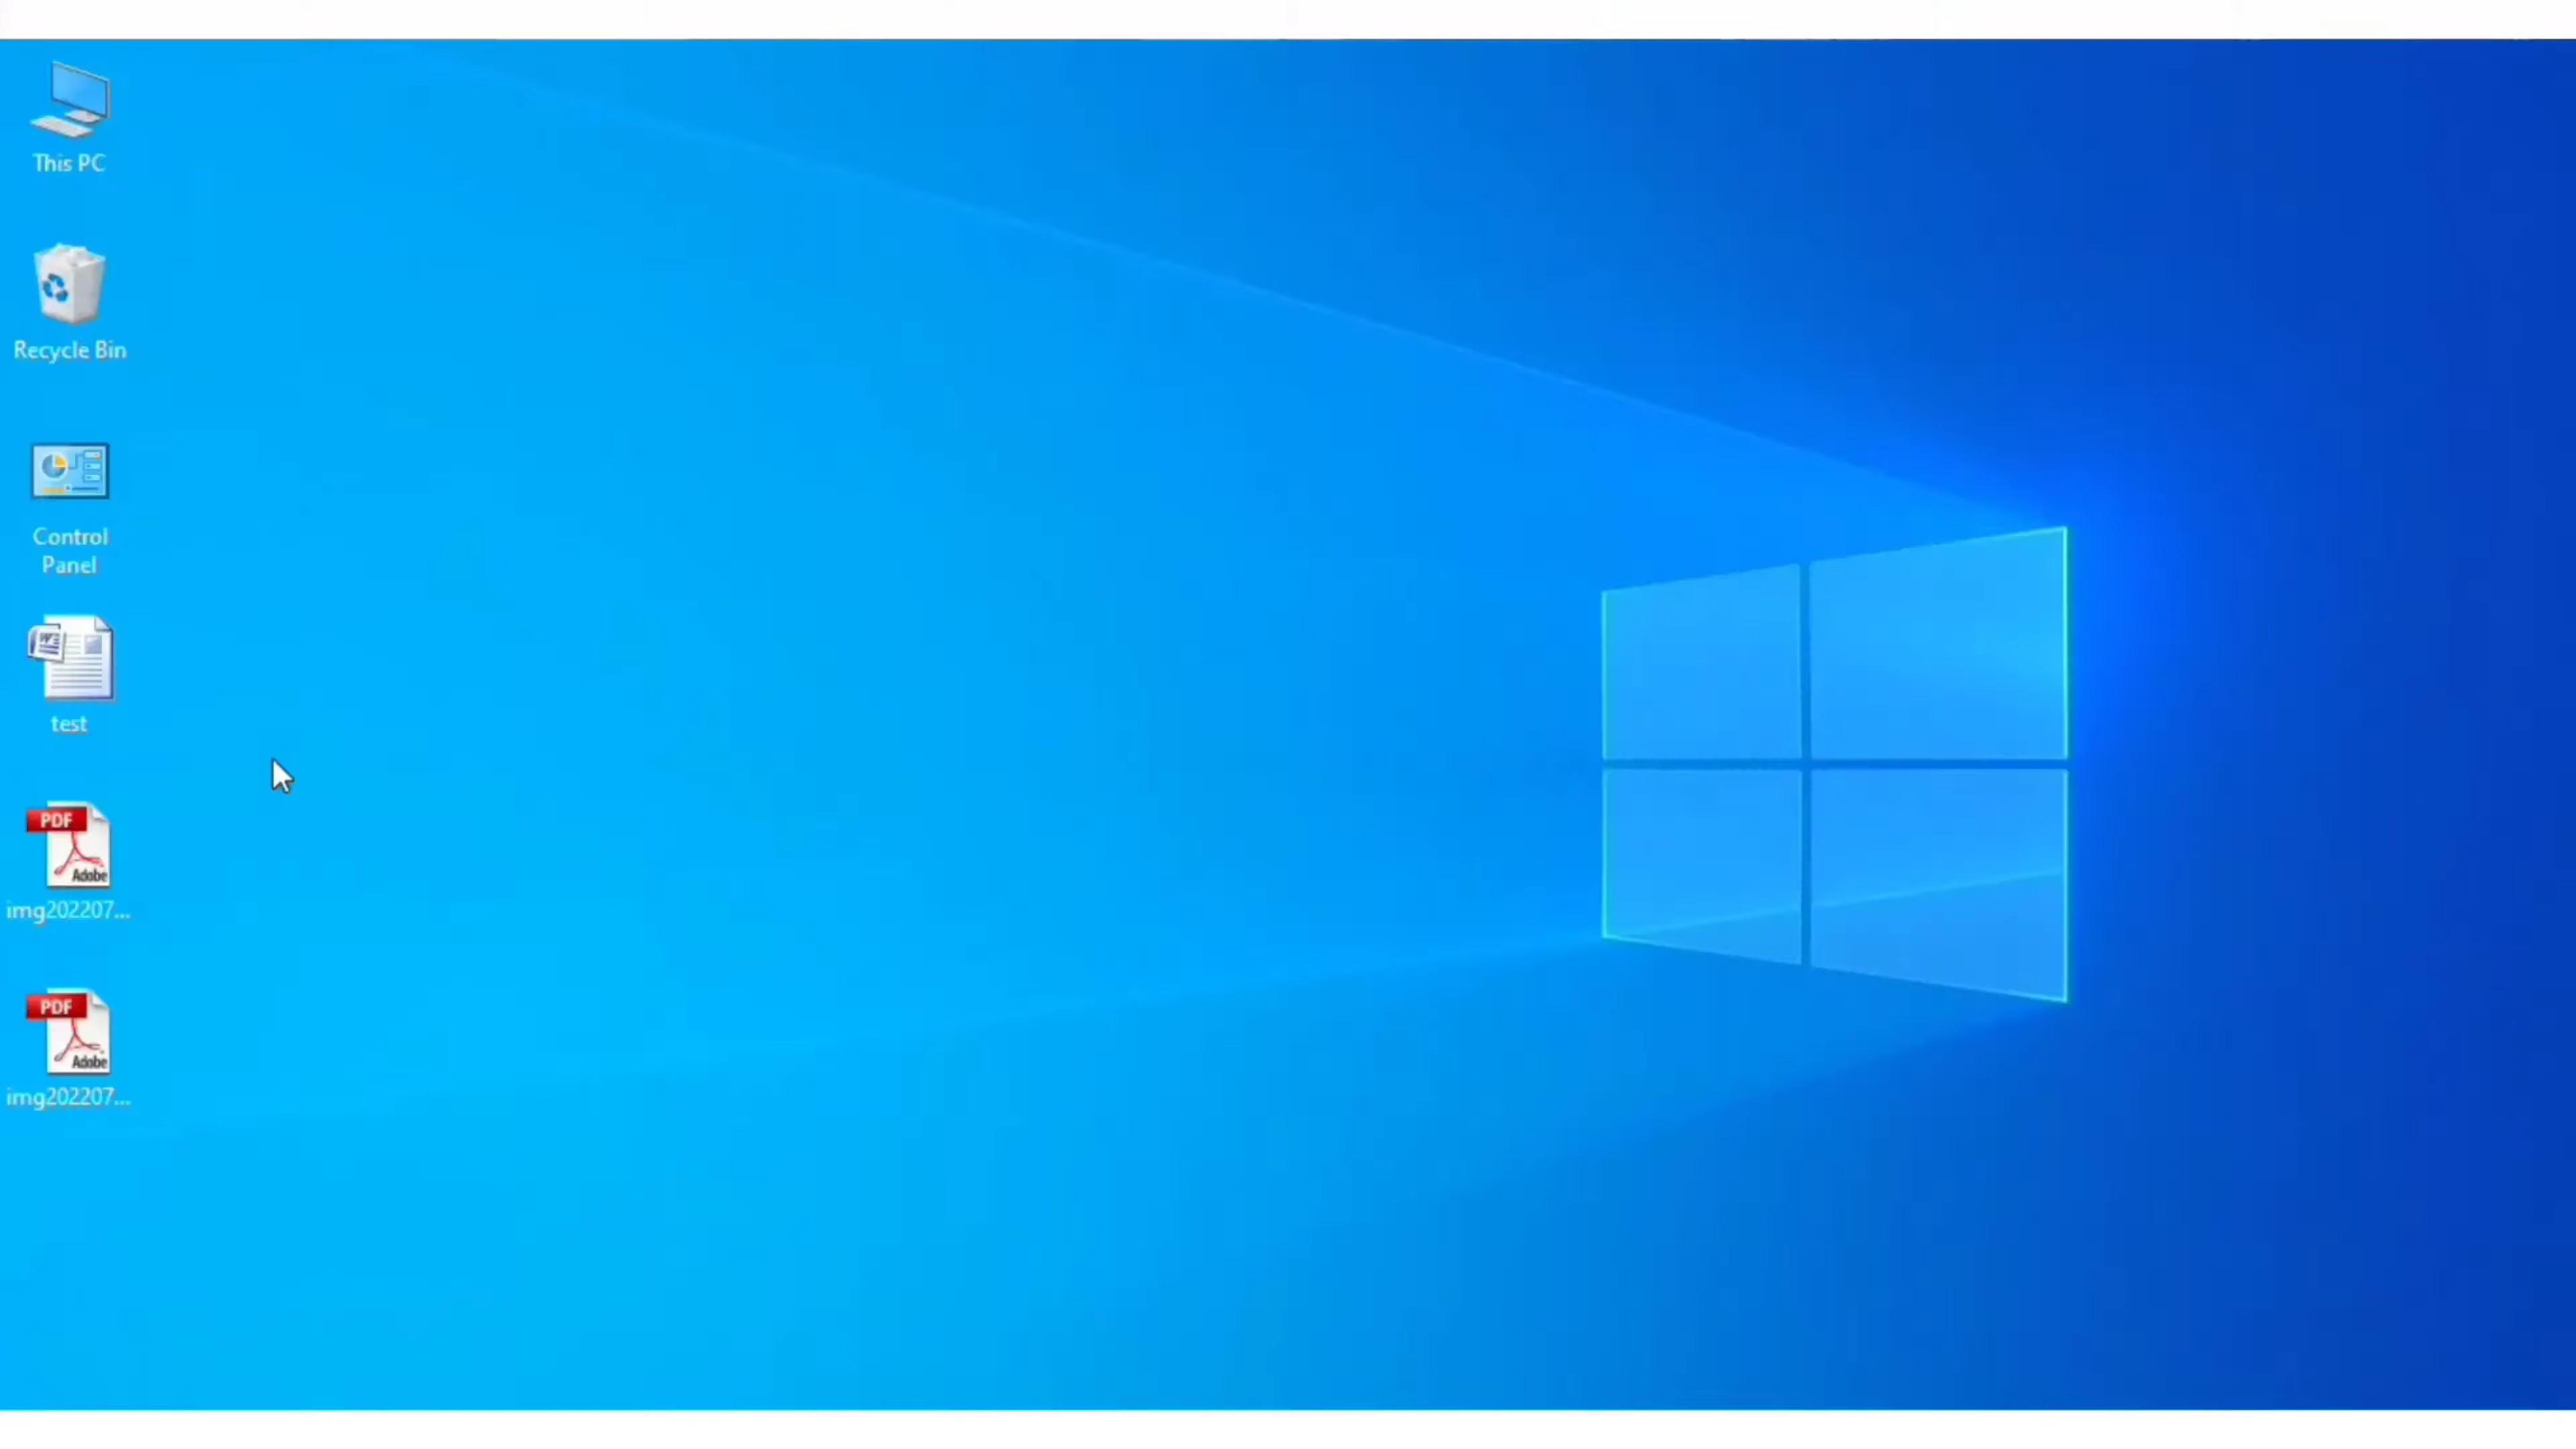 This PC
Recycle Bin
Control
Panel
W
test
PDF
Adobe
img202207...
PDF
Adobe
img202207...